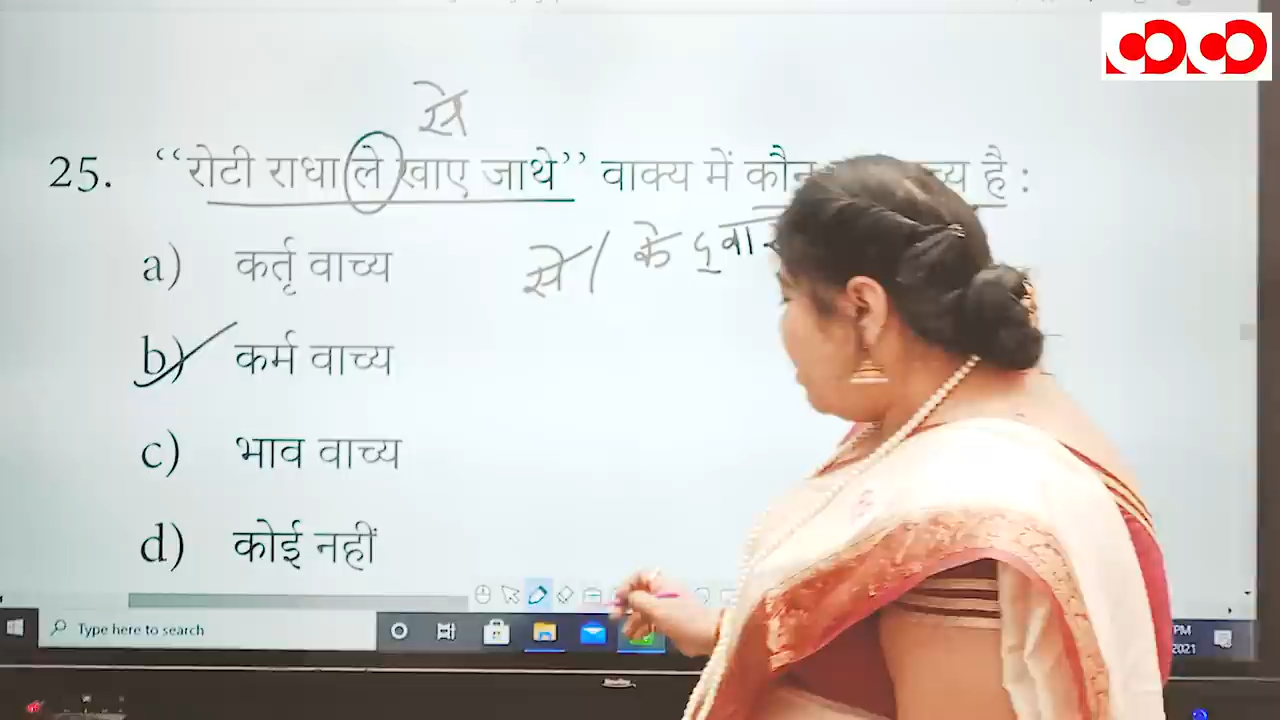 से
25. “रोटी राधा ले खाए जाथे” वाक्य में कौन है :
से / के द्वा
a) कर्तृ वाच्य
b) कर्म वाच्य
c) भाव वाच्य
d) कोई नहीं
Type here to search
PM
2021